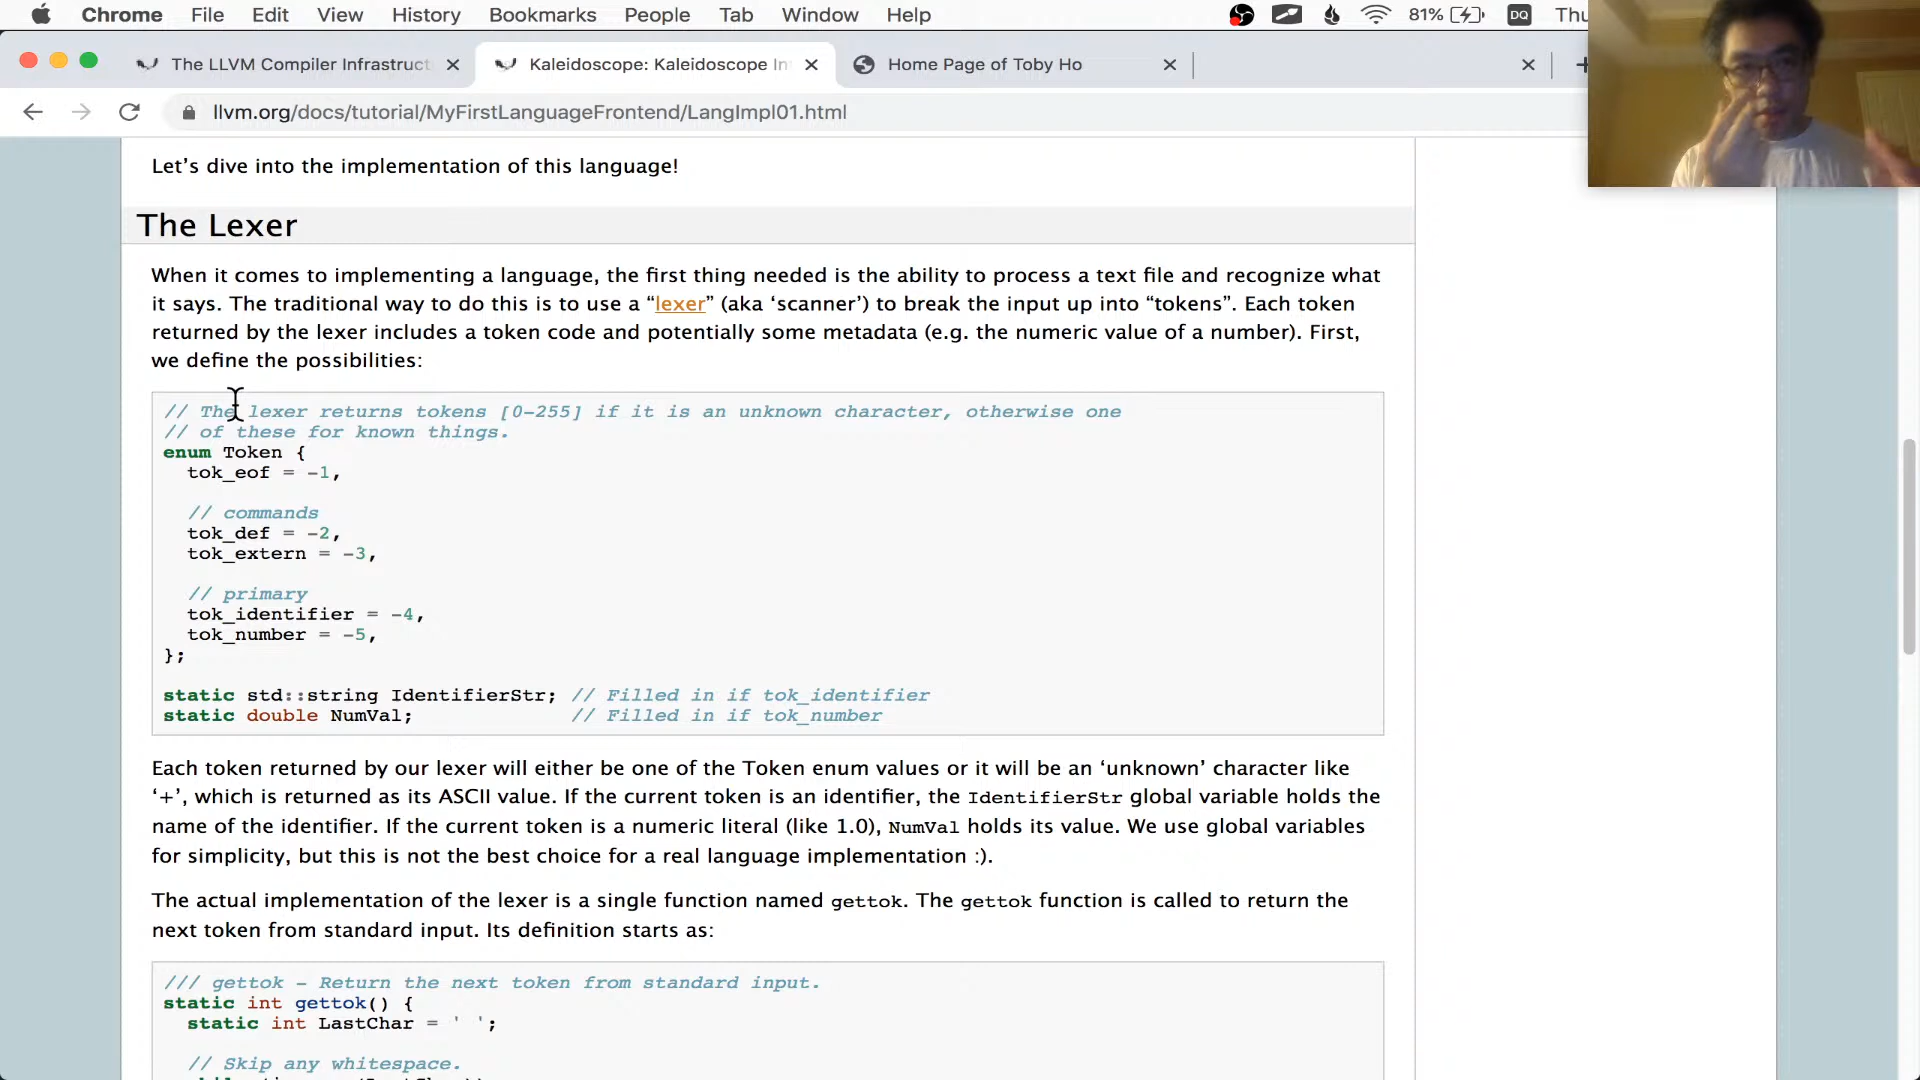 Chrome File Edit View History Bookmarks People Tab Window Help 81% DQ Thu
The LLVM Compiler Infrastruct Kaleidoscope: Kaleidoscope In Home Page of Toby Ho
llvm.org/docs/tutorial/MyFirstLanguageFrontend/LangImpl01.html
Let’s dive into the implementation of this language!
The Lexer
When it comes to implementing a language, the first thing needed is the ability to process a text file and recognize what
it says. The traditional way to do this is to use a “lexer” (aka ‘scanner’) to break the input up into “tokens”. Each token
returned by the lexer includes a token code and potentially some metadata (e.g. the numeric value of a number). First,
we define the possibilities:
// The lexer returns tokens [0-255] if it is an unknown character, otherwise one
// of these for known things.
enum Token {
tok_eof = -1,
// commands
tok_def = -2,
tok_extern = -3,
// primary
tok_identifier = -4,
tok_number = -5,
};
static std::string IdentifierStr; // Filled in if tok_identifier
static double NumVal; // Filled in if tok_number
Each token returned by our lexer will either be one of the Token enum values or it will be an ‘unknown’ character like
‘+’, which is returned as its ASCII value. If the current token is an identifier, the IdentifierStr global variable holds the
name of the identifier. If the current token is a numeric literal (like 1.0), NumVal holds its value. We use global variables
for simplicity, but this is not the best choice for a real language implementation :).
The actual implementation of the lexer is a single function named gettok. The gettok function is called to return the
next token from standard input. Its definition starts as:
/// gettok - Return the next token from standard input.
static int gettok() {
static int LastChar = ' ';
// Skip any whitespace.